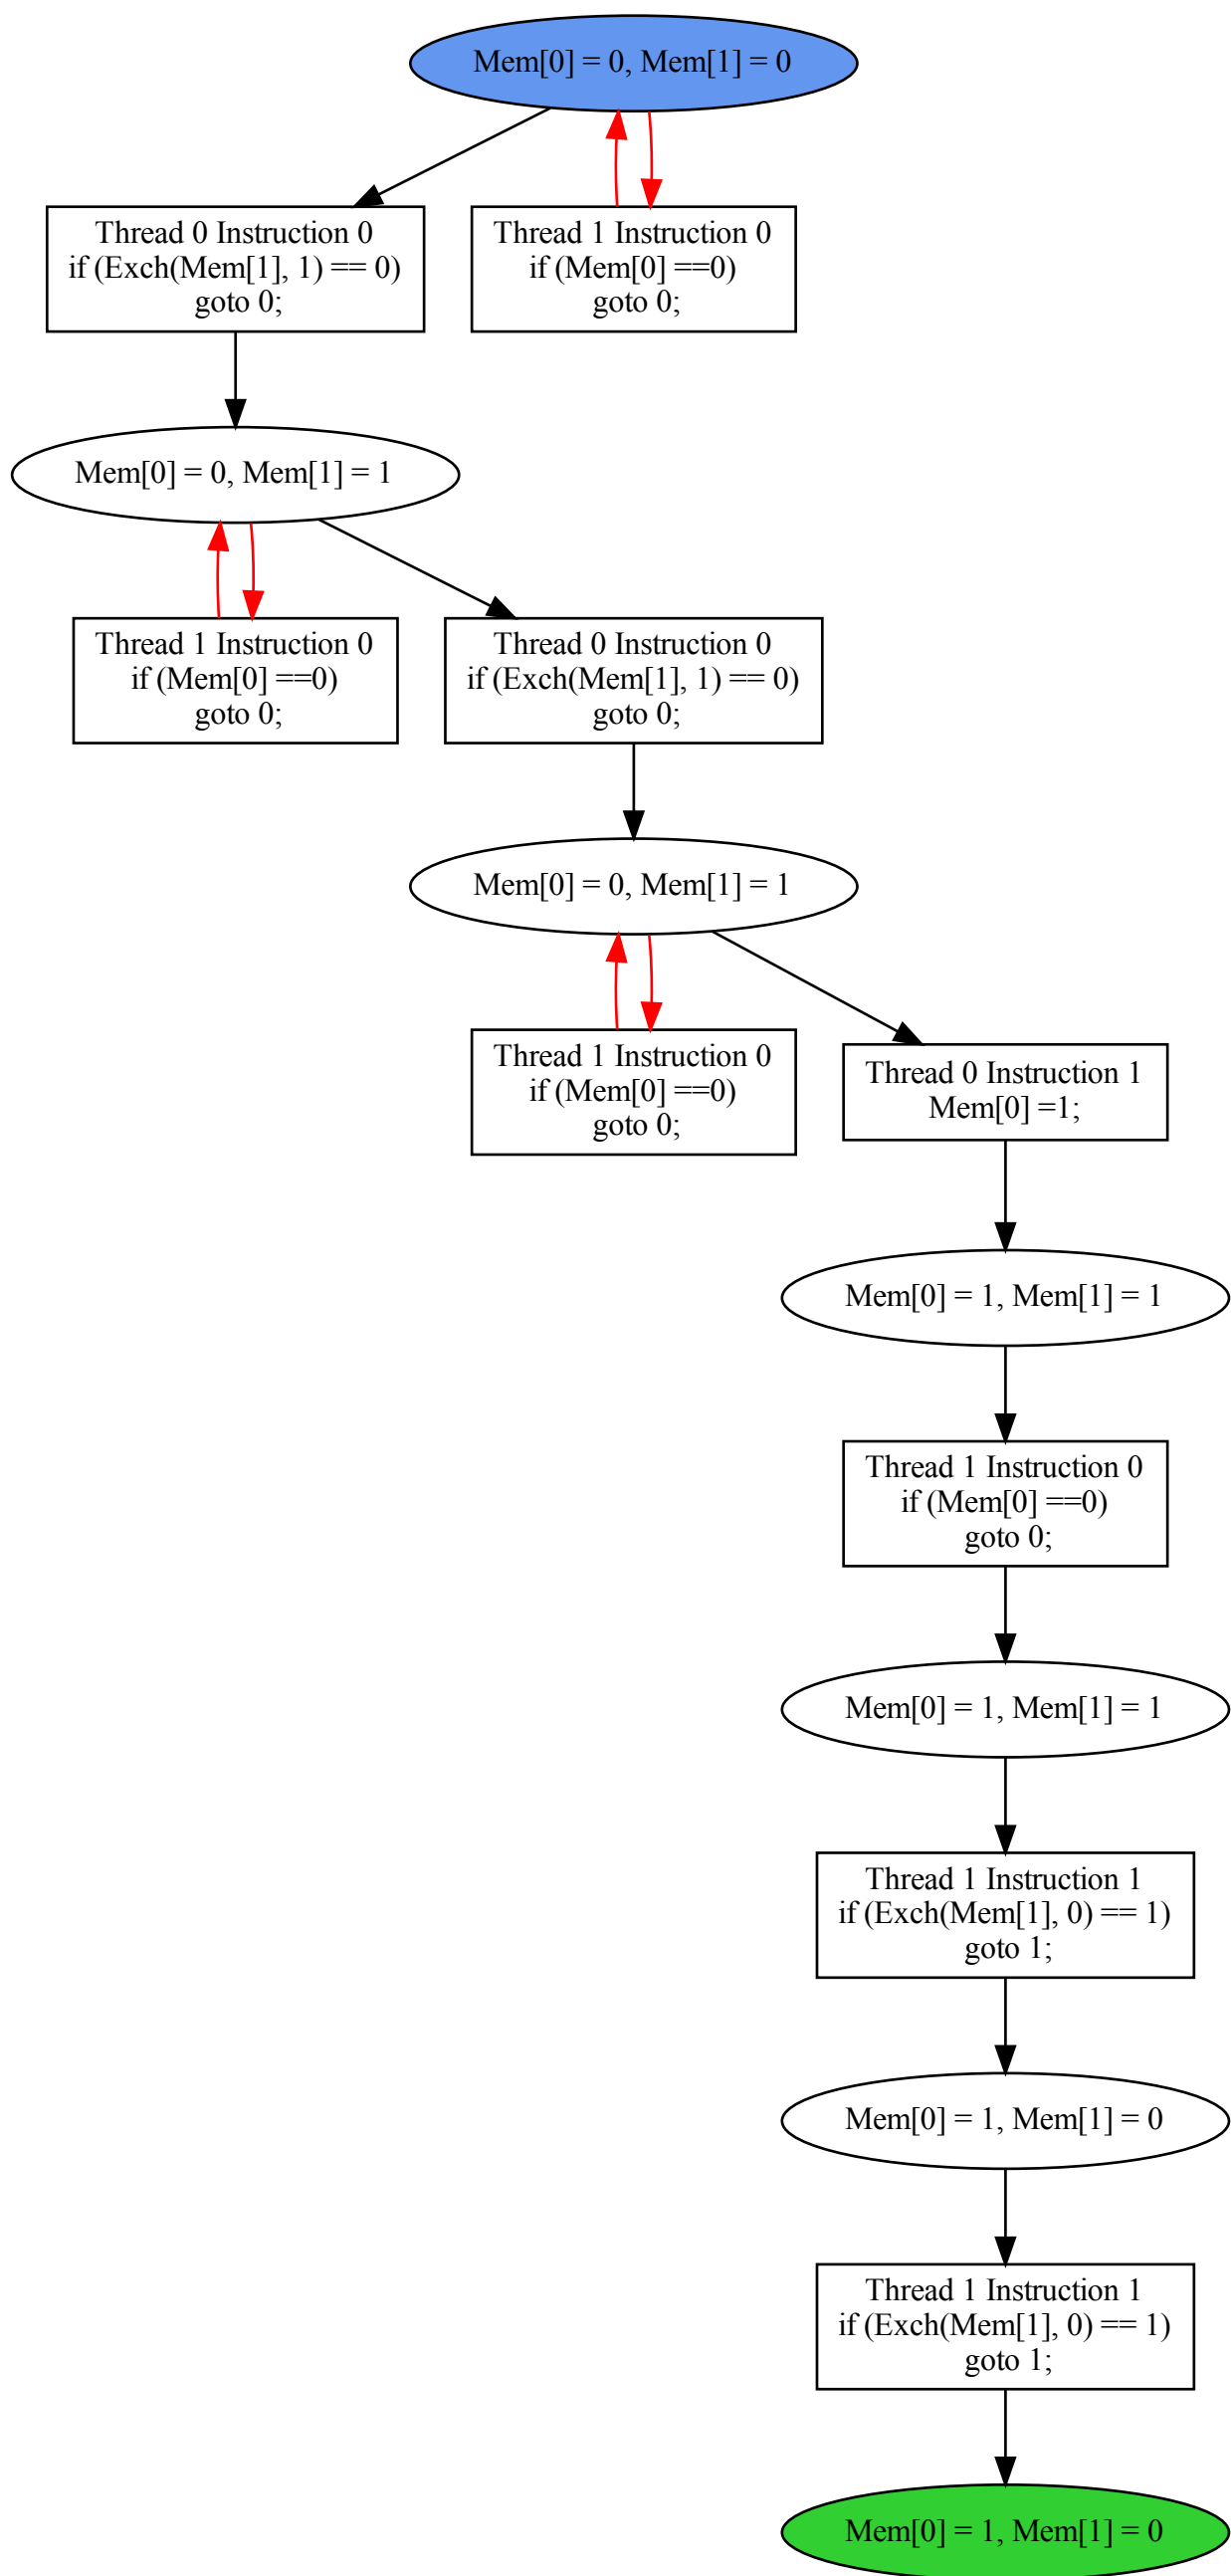 Mem[0] = 0, Mem[1] = 0
Thread 0 Instruction 0
if (Exch(Mem[1], 1) == 0)
goto 0;
Thread 1 Instruction 0
if (Mem[0] ==0)
goto 0;
Mem[0] = 0, Mem[1] = 1
Thread 1 Instruction 0
if (Mem[0] ==0)
goto 0;
Thread 0 Instruction 0
if (Exch(Mem[1], 1) == 0)
goto 0;
Mem[0] = 0, Mem[1] = 1
Thread 1 Instruction 0
if (Mem[0] ==0)
goto 0;
Thread 0 Instruction 1
Mem[0] =1;
Mem[0] = 1, Mem[1] = 1
Thread 1 Instruction 0
if (Mem[0] ==0)
goto 0;
Mem[0] = 1, Mem[1] = 1
Thread 1 Instruction 1
if (Exch(Mem[1], 0) == 1)
goto 1;
Mem[0] = 1, Mem[1] = 0
Thread 1 Instruction 1
if (Exch(Mem[1], 0) == 1)
goto 1;
Mem[0] = 1, Mem[1] = 0